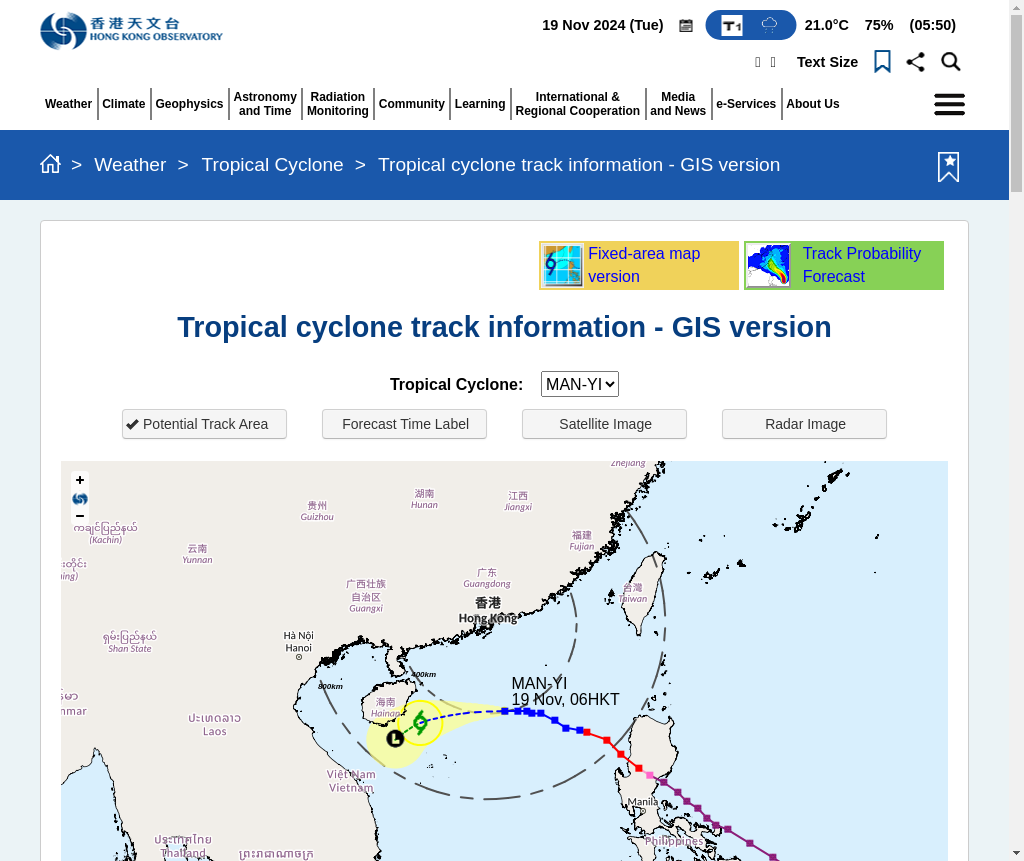 香港天文台
HONG KONG OBSERVATORY
19 Nov 2024 (Tue)
T1
21.0°C
75%
(05:50)
Text Size
Weather
Climate
Geophysics
Astronomy
and Time
Radiation
Monitoring
Community
Learning
International &
Regional Cooperation
Media
and News
e-Services
About Us
> Weather > Tropical Cyclone > Tropical cyclone track information - GIS version
Fixed-area map
version
Track Probability
Forecast
Tropical cyclone track information - GIS version
Tropical Cyclone: MAN-YI
Potential Track Area
Forecast Time Label
Satellite Image
Radar Image
+
−
Zhejiang
贵州
Guizhou
湖南
Hunan
江西
Jiangxi
ကချင်ပြည်နယ်
(Kachin)
云南
Yunnan
福建
Fujian
广东
Guangdong
广西壮族
自治区
Guangxi
台灣
Taiwan
香港
Hong Kong
ရှမ်းပြည်နယ်
Shan State
Hà Nội
Hanoi
400km
800km
海南
Hainan
MAN-YI
19 Nov, 06HKT
L
ປະເທດລາວ
Laos
Việt Nam
Vietnam
Manila
Philippines
ประเทศไทย
Thailand